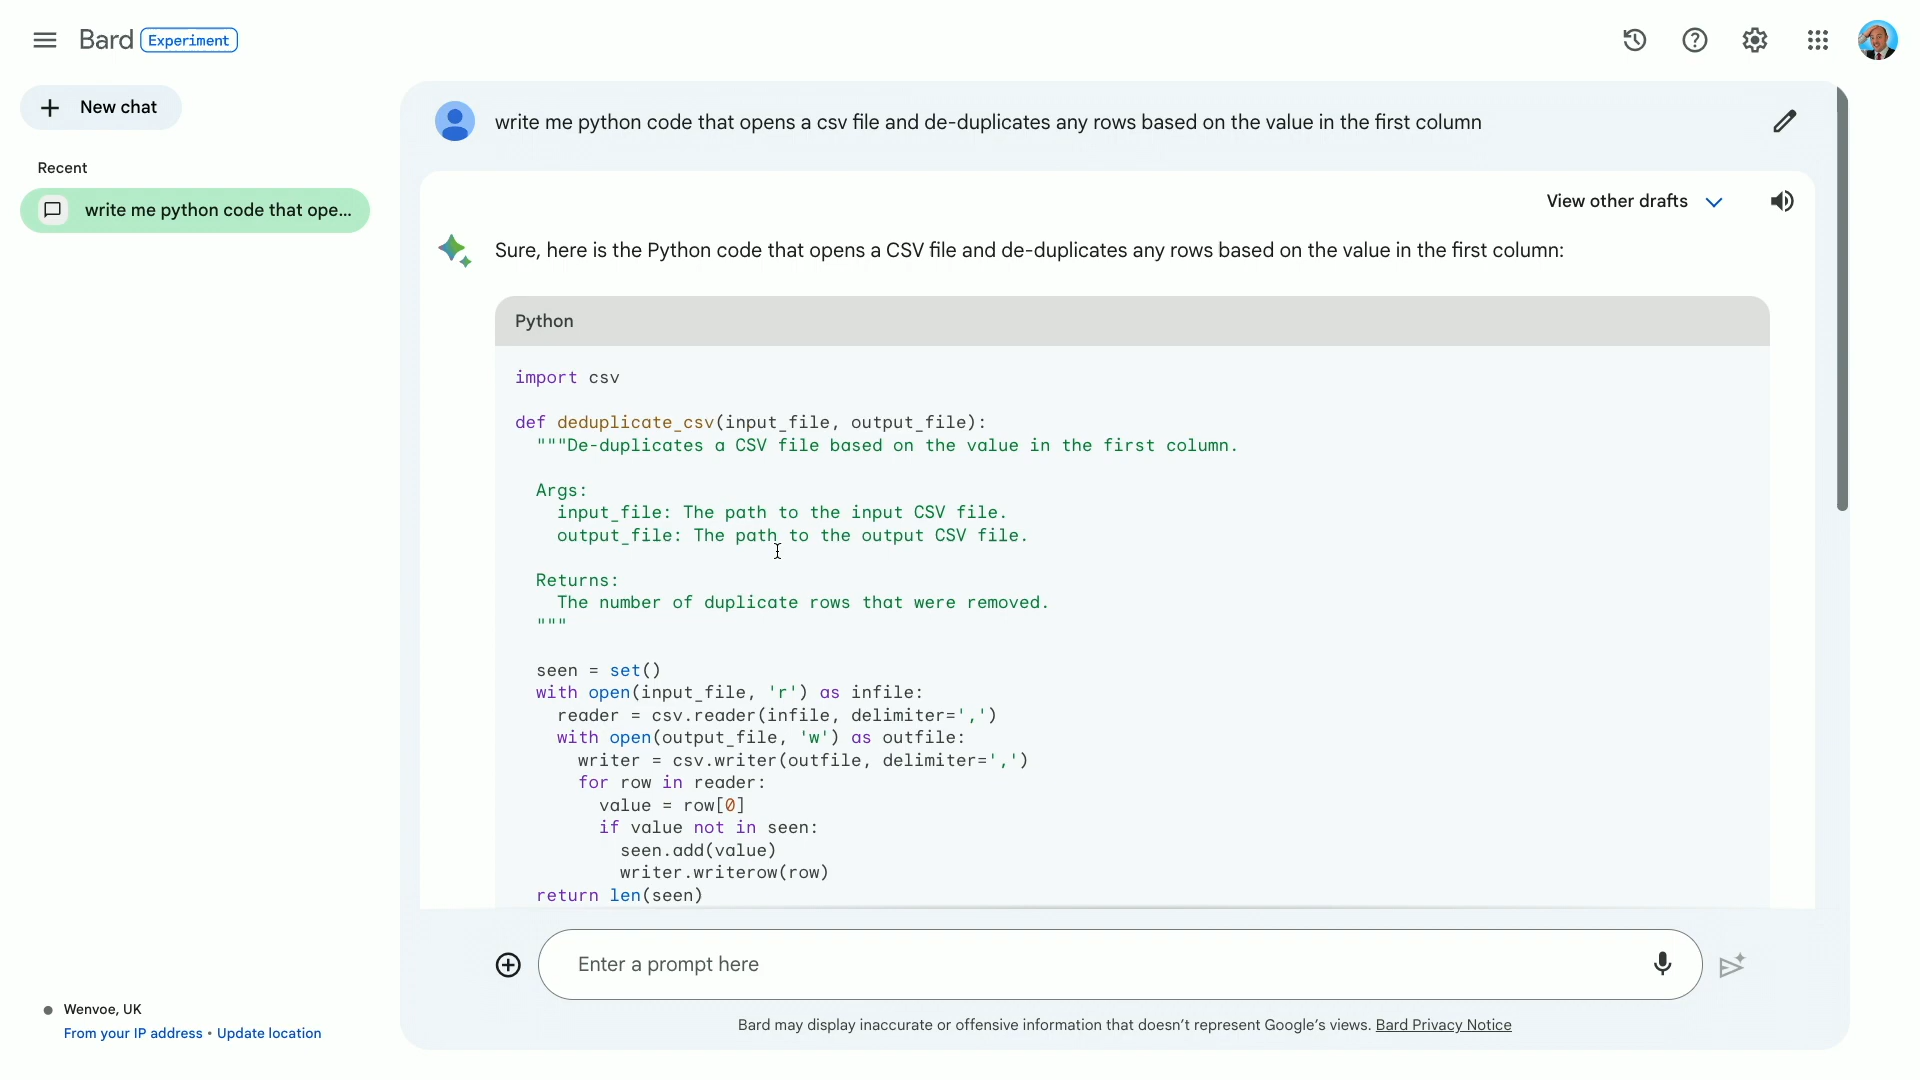 Bard Experiment
New chat
Recent
write me python code that ope...
Wenvoe, UK
From your IP address • Update location
write me python code that opens a csv file and de-duplicates any rows based on the value in the first column
View other drafts
Sure, here is the Python code that opens a CSV file and de-duplicates any rows based on the value in the first column:
Python
import csv
def deduplicate_csv(input_file, output_file):
  """De-duplicates a CSV file based on the value in the first column.
  Args:
    input_file: The path to the input CSV file.
    output_file: The path to the output CSV file.
  Returns:
    The number of duplicate rows that were removed.
  """
  seen = set()
  with open(input_file, 'r') as infile:
    reader = csv.reader(infile, delimiter=',')
    with open(output_file, 'w') as outfile:
      writer = csv.writer(outfile, delimiter=',')
      for row in reader:
        value = row[0]
        if value not in seen:
          seen.add(value)
          writer.writerow(row)
  return len(seen)
Enter a prompt here
Bard may display inaccurate or offensive information that doesn't represent Google's views. Bard Privacy Notice